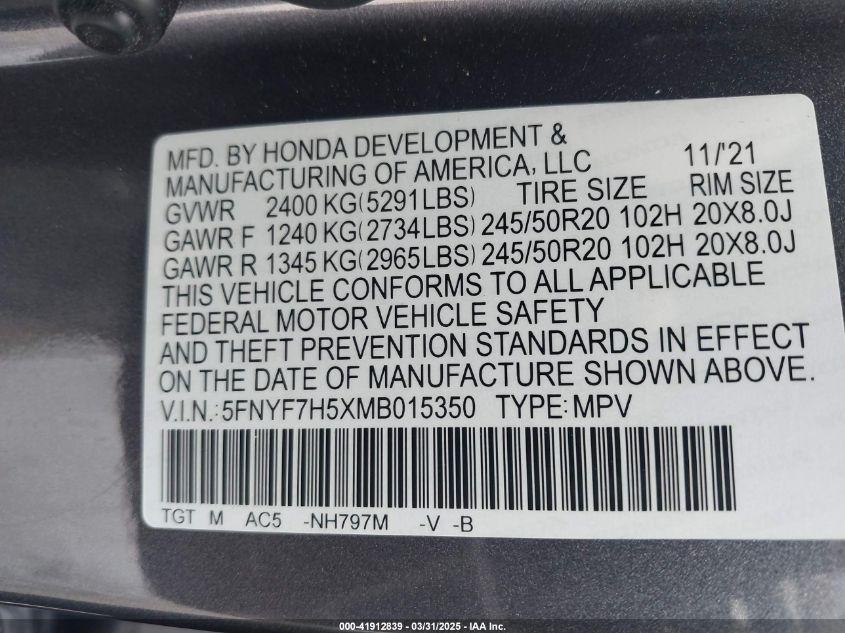 MFD. BY HONDA DEVELOPMENT &
MANUFACTURING OF AMERICA, LLC 11/'21
GVWR 2400 KG(5291LBS) TIRE SIZE RIM SIZE
GAWR F 1240 KG(2734LBS) 245/50R20 102H 20X8.0J
GAWR R 1345 KG(2965LBS) 245/50R20 102H 20X8.0J
THIS VEHICLE CONFORMS TO ALL APPLICABLE
FEDERAL MOTOR VEHICLE SAFETY
AND THEFT PREVENTION STANDARDS IN EFFECT
ON THE DATE OF MANUFACTURE SHOWN ABOVE.
V.I.N.:5FNYF7H5XMB015350 TYPE:MPV
TGT M AC5 -NH797M -V -B
000-41912839 - 03/31/2025 - IAA Inc.